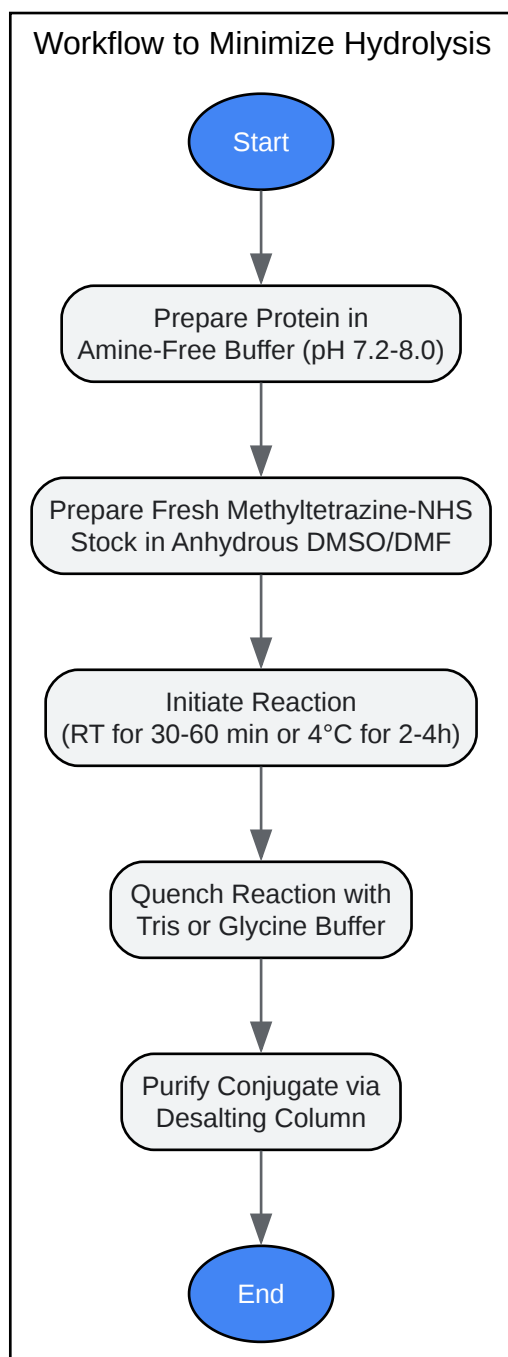 Workflow to Minimize Hydrolysis
Start
Prepare Protein in
Amine-Free Buffer (pH 7.2-8.0)
Prepare Fresh Methyltetrazine-NHS
Stock in Anhydrous DMSO/DMF
Initiate Reaction
(RT for 30-60 min or 4°C for 2-4h)
Quench Reaction with
Tris or Glycine Buffer
Purify Conjugate via
Desalting Column
End